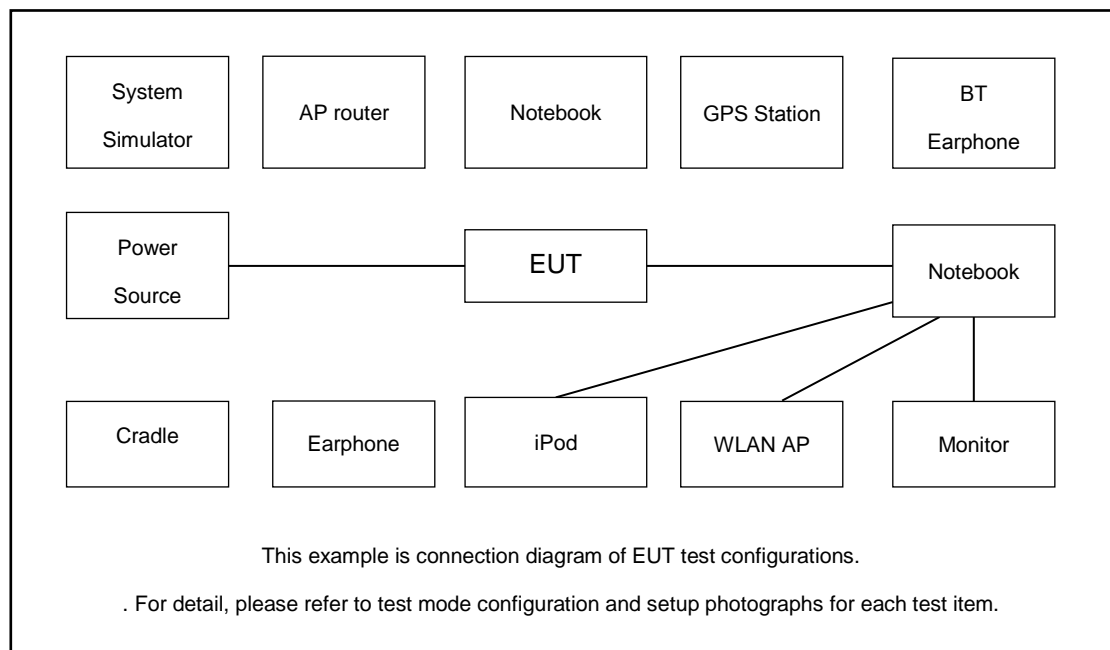 System
Simulator
AP router
Notebook
GPS Station
BT
Earphone
Power
Source
EUT
Notebook
Cradle
Earphone
iPod
WLAN AP
Monitor
This example is connection diagram of EUT test configurations.
. For detail, please refer to test mode configuration and setup photographs for each test item.